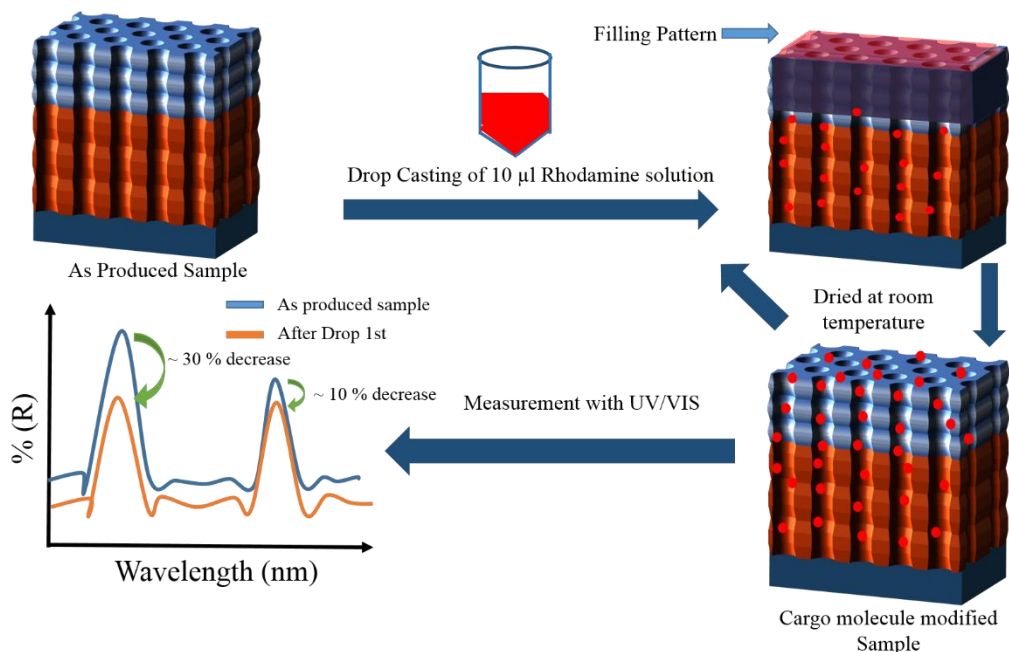 Filling Pattern
Drop Casting of 10 µl Rhodamine solution
As Produced Sample
As produced sample
After Drop 1st
~ 30 % decrease
~ 10 % decrease
% (R)
Wavelength (nm)
Measurement with UV/VIS
Dried at room
temperature
Cargo molecule modified
Sample